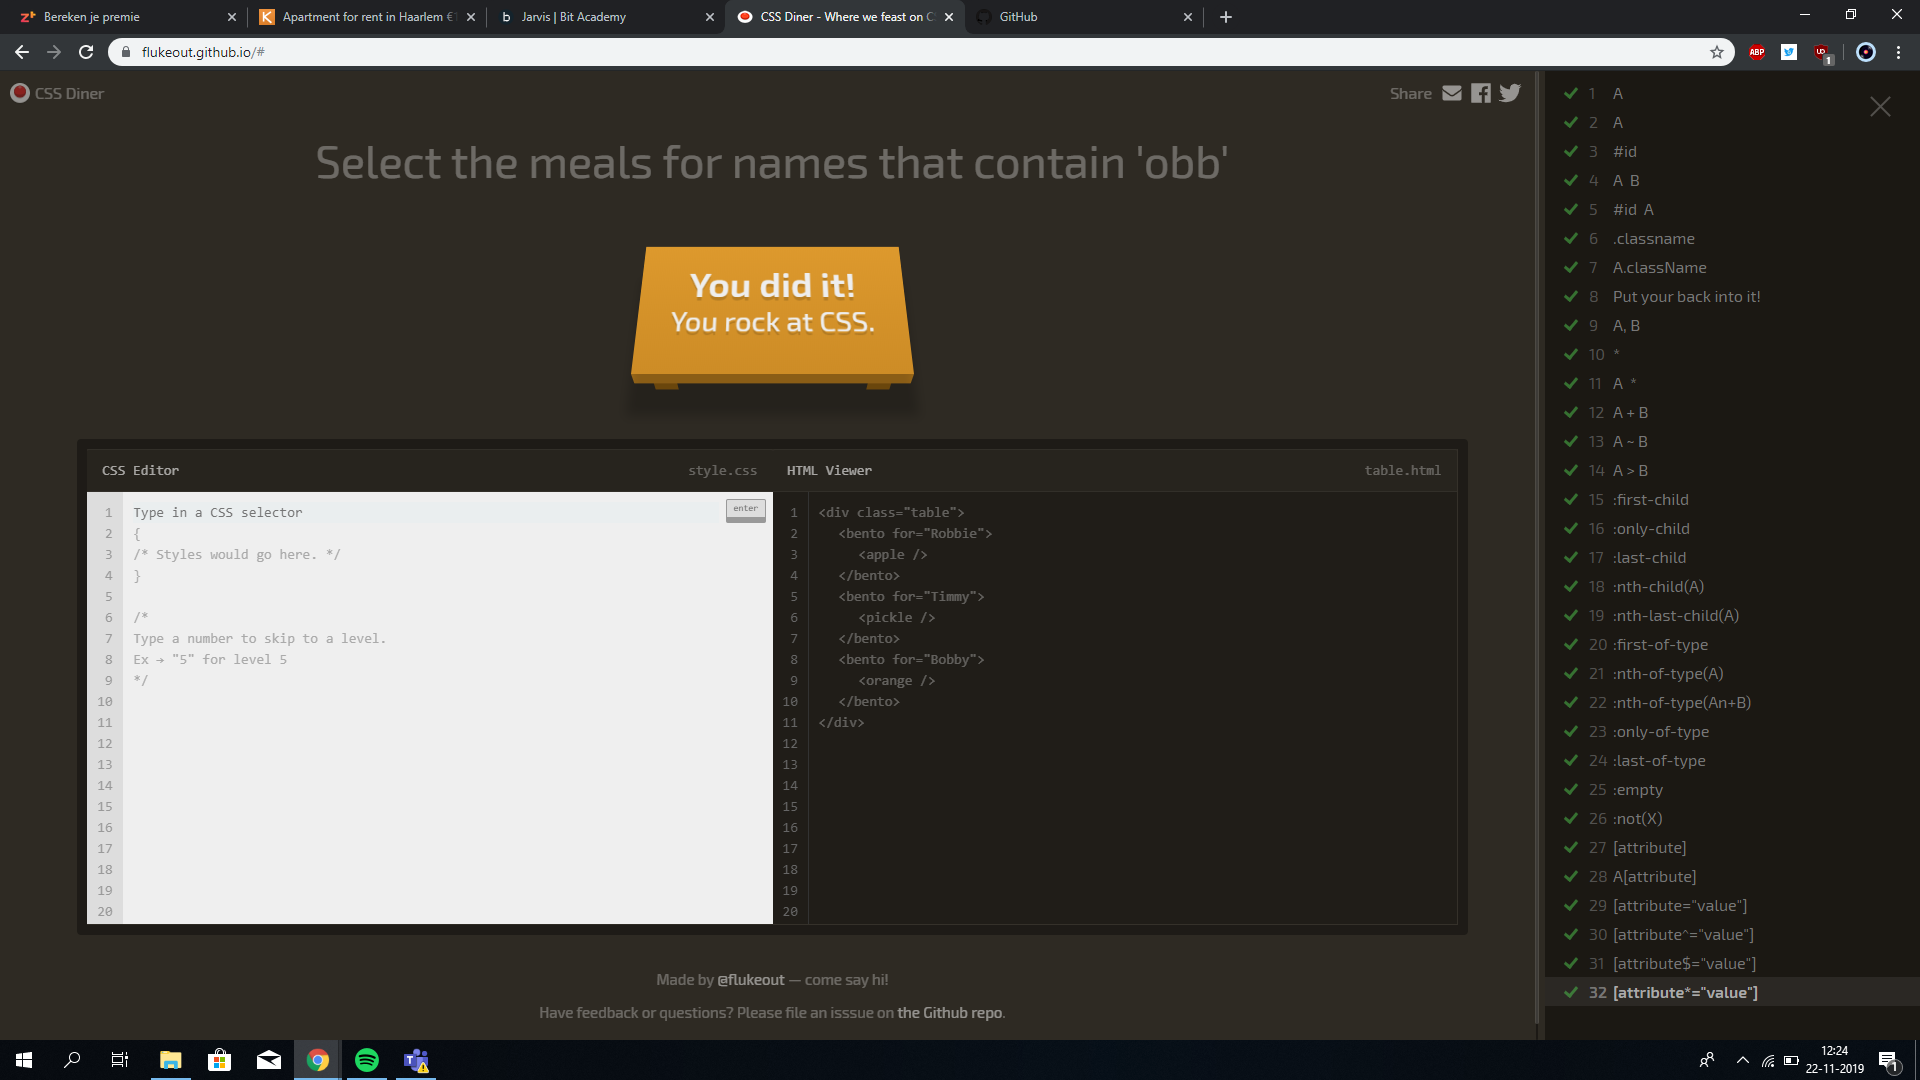 Bereken je premie
Apartment for rent in Haarlem €1
Jarvis | Bit Academy
CSS Diner - Where we feast on C
GitHub
flukeout.github.io/#
ABP
1
CSS Diner
Share
Select the meals for names that contain 'obb'
You did it!
You rock at CSS.
CSS Editor
style.css
1 Type in a CSS selector
enter
2 {
3 /* Styles would go here. */
4 }
5
6 /*
7 Type a number to skip to a level.
8 Ex → "5" for level 5
9 */
10
11
12
13
14
15
16
17
18
19
20
HTML Viewer
table.html
1 <div class="table">
2 <bento for="Robbie">
3 <apple />
4 </bento>
5 <bento for="Timmy">
6 <pickle />
7 </bento>
8 <bento for="Bobby">
9 <orange />
10 </bento>
11 </div>
12
13
14
15
16
17
18
19
20
Made by @flukeout — come say hi!
Have feedback or questions? Please file an isssue on the Github repo.
1 A
2 A
3 #id
4 A B
5 #id A
6 .classname
7 A.className
8 Put your back into it!
9 A, B
10 *
11 A *
12 A + B
13 A ~ B
14 A > B
15 :first-child
16 :only-child
17 :last-child
18 :nth-child(A)
19 :nth-last-child(A)
20 :first-of-type
21 :nth-of-type(A)
22 :nth-of-type(An+B)
23 :only-of-type
24 :last-of-type
25 :empty
26 :not(X)
27 [attribute]
28 A[attribute]
29 [attribute="value"]
30 [attribute^="value"]
31 [attribute$="value"]
32 [attribute*="value"]
12:24
22-11-2019
1